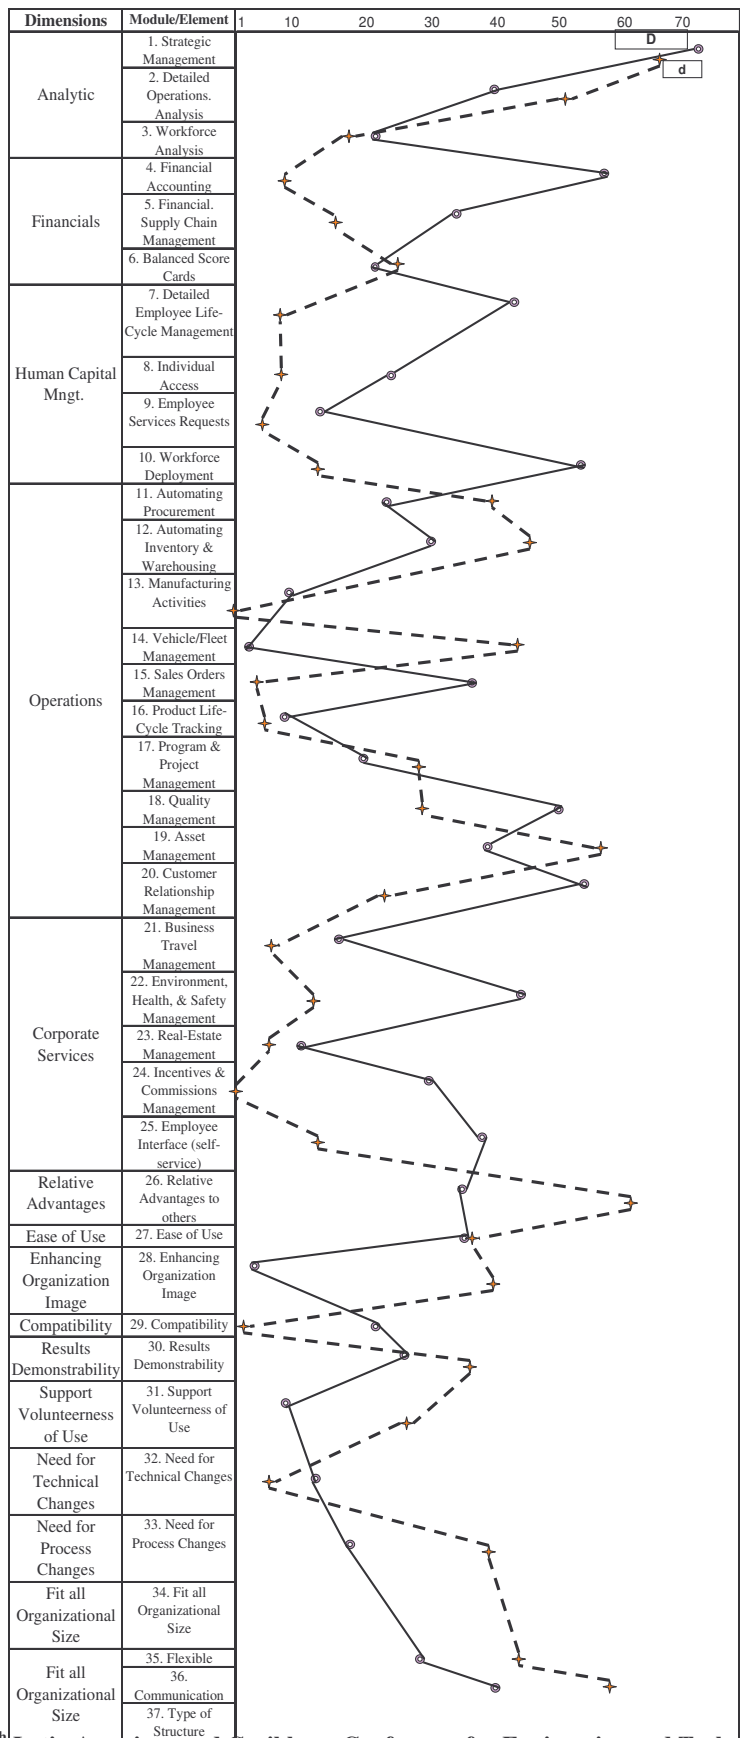 Dimensions Module/Element 1 10 20 30 40 50 60 70
D
d
Analytic
1. Strategic
Management
2. Detailed
Operations.
Analysis
3. Workforce
Analysis
Financials
4. Financial
Accounting
5. Financial.
Supply Chain
Management
6. Balanced Score
Cards
Human Capital
Mngt.
7. Detailed
Employee Life-
Cycle Management
8. Individual
Access
9. Employee
Services Requests
10. Workforce
Deployment
Operations
11. Automating
Procurement
12. Automating
Inventory &
Warehousing
13. Manufacturing
Activities
14. Vehicle/Fleet
Management
15. Sales Orders
Management
16. Product Life-
Cycle Tracking
17. Program &
Project
Management
18. Quality
Management
19. Asset
Management
20. Customer
Relationship
Management
Corporate
Services
21. Business
Travel
Management
22. Environment,
Health, & Safety
Management
23. Real-Estate
Management
24. Incentives &
Commissions
Management
25. Employee
Interface (self-
service)
Relative
Advantages
26. Relative
Advantages to
others
Ease of Use
27. Ease of Use
Enhancing
Organization
Image
28. Enhancing
Organization
Image
Compatibility
29. Compatibility
Results
Demonstrability
30. Results
Demonstrability
Support
Volunteerness
of Use
31. Support
Volunteerness of
Use
Need for
Technical
Changes
32. Need for
Technical Changes
Need for
Process
Changes
33. Need for
Process Changes
Fit all
Organizational
Size
34. Fit all
Organizational
Size
Fit all
Organizational
Size
35. Flexible
36.
Communication
37. Type of
Structure